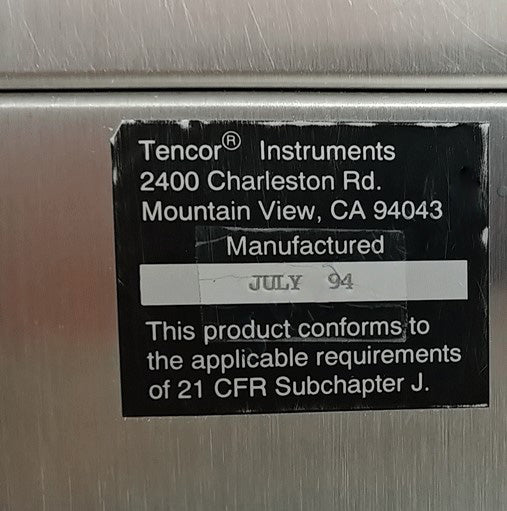 Tencor® Instruments
2400 Charleston Rd.
Mountain View, CA 94043
Manufactured
JULY 94
This product conforms to
the applicable requirements
of 21 CFR Subchapter J.